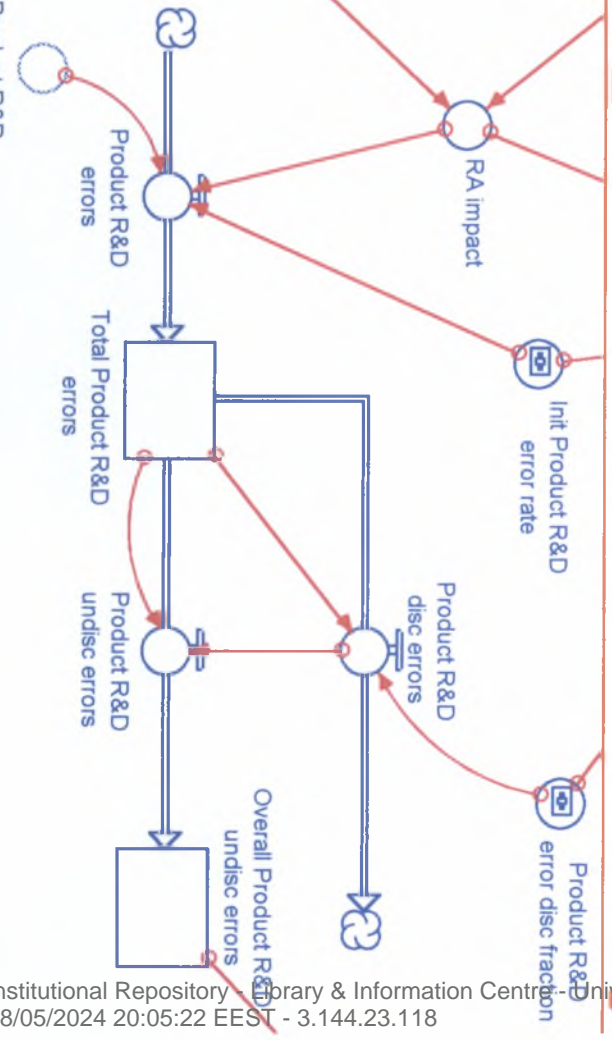 RA impact
Init Product R&D
error rate
Product R&D
error disc fraction
Product R&D
disc errors
Product R&D
errors
Total Product R&D
errors
Product R&D
undisc errors
Overall Product R&D
undisc errors
nstitutional Repository - Library & Information Centre - Uni
8/05/2024 20:05:22 EEST - 3.144.23.118